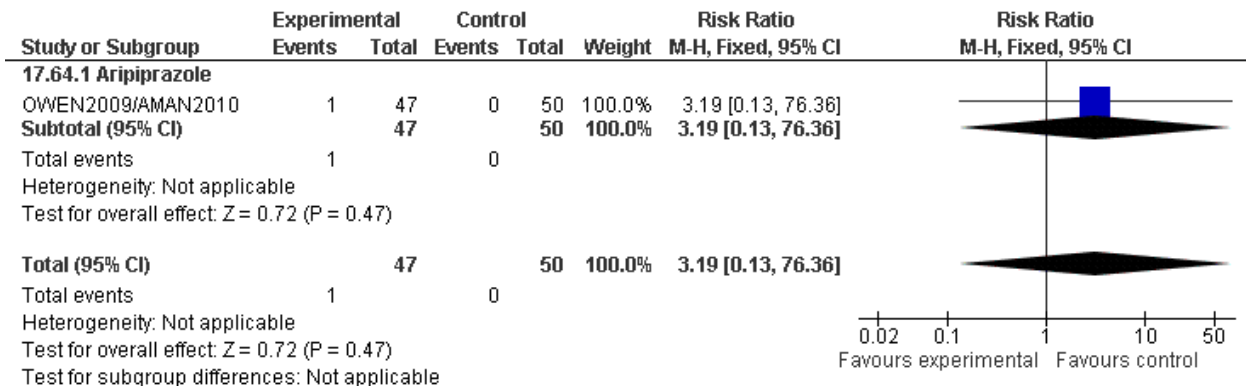 Experimental Control Risk Ratio Risk Ratio
Study or Subgroup Events Total Events Total Weight M-H, Fixed, 95% CI M-H, Fixed, 95% CI
17.64.1 Aripiprazole
OWEN2009/AMAN2010 1 47 0 50 100.0% 3.19 [0.13, 76.36]
Subtotal (95% CI) 47 50 100.0% 3.19 [0.13, 76.36]
Total events 1 0
Heterogeneity: Not applicable
Test for overall effect: Z = 0.72 (P = 0.47)
Total (95% CI) 47 50 100.0% 3.19 [0.13, 76.36]
Total events 1 0
Heterogeneity: Not applicable
Test for overall effect: Z = 0.72 (P = 0.47)
Test for subgroup differences: Not applicable
0.02 0.1 1 10 50
Favours experimental Favours control